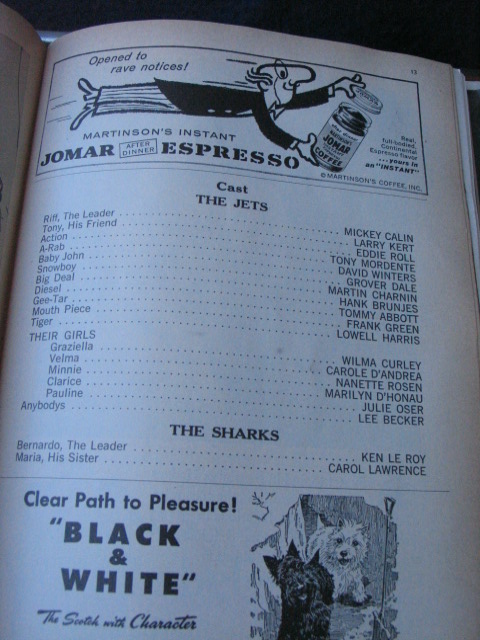 13
Opened to
rave notices!
MARTINSON'S INSTANT
JOMAR AFTER DINNER ESPRESSO
JOMAR
COFFEE
Real,
full-bodied,
Continental
Espresso flavor
...yours in
an "INSTANT"
©MARTINSON'S COFFEE, INC.
Cast
THE JETS
Riff, The Leader MICKEY CALIN
Tony, His Friend LARRY KERT
Action EDDIE ROLL
A-Rab TONY MORDENTE
Baby John DAVID WINTERS
Snowboy GROVER DALE
Big Deal MARTIN CHARNIN
Diesel HANK BRUNJES
Gee-Tar TOMMY ABBOTT
Mouth Piece FRANK GREEN
Tiger LOWELL HARRIS
THEIR GIRLS
Graziella WILMA CURLEY
Velma CAROLE D'ANDREA
Minnie NANETTE ROSEN
Clarice MARILYN D'HONAU
Pauline JULIE OSER
Anybodys LEE BECKER
THE SHARKS
Bernardo, The Leader KEN LE ROY
Maria, His Sister CAROL LAWRENCE
Clear Path to Pleasure!
"BLACK
&
WHITE"
The Scotch with Character